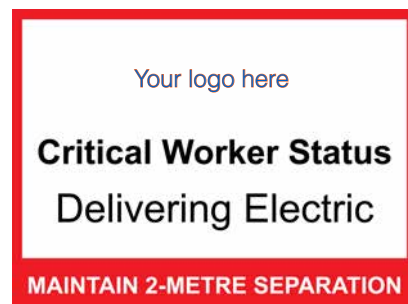 Your logo here
Critical Worker Status
Delivering Electric
MAINTAIN 2-METRE SEPARATION